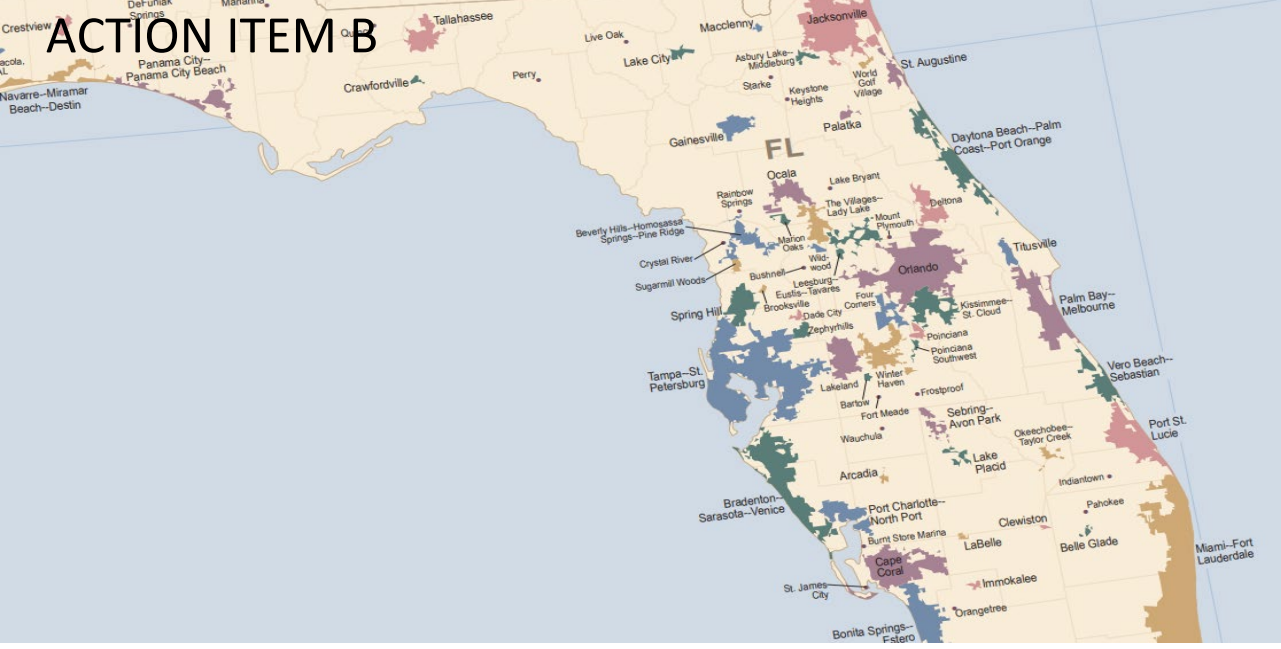 DeFuniak
Springs
Marianna
Crestview
ACTION ITEM B
Tallahassee
Live Oak
Macclenny
Jacksonville
Panama City--
Panama City Beach
Crawfordville
Perry
Lake City
Asbury Lake--
Middleburg
St. Augustine
World
Golf
Village
Starke
Keystone
Heights
Navarre--Miramar
Beach--Destin
Gainesville
Palatka
Daytona Beach--Palm
Coast--Port Orange
FL
Ocala
Lake Bryant
Rainbow
Springs
The Villages--
Lady Lake
Deltona
Mount
Plymouth
Beverly Hills--Homosassa
Springs--Pine Ridge
Marion
Oaks
Titusville
Crystal River
Wild-
wood
Orlando
Sugarmill Woods
Bushnell
Leesburg--
Eustis--Tavares
Brooksville
Four
Corners
Kissimmee--
St. Cloud
Palm Bay--
Melbourne
Spring Hill
Dade City
Zephyrhills
Poinciana
Poinciana
Southwest
Tampa--St.
Petersburg
Lakeland
Winter
Haven
Vero Beach--
Sebastian
Bartow
Frostproof
Fort Meade
Wauchula
Sebring--
Avon Park
Okeechobee--
Taylor Creek
Port St.
Lucie
Lake
Placid
Arcadia
Indiantown
Bradenton--
Sarasota--Venice
Port Charlotte--
North Port
Pahokee
Clewiston
Burnt Store Marina
LaBelle
Belle Glade
Miami--Fort
Lauderdale
Cape
Coral
St. James
City
Immokalee
Orangetree
Bonita Springs--
Estero